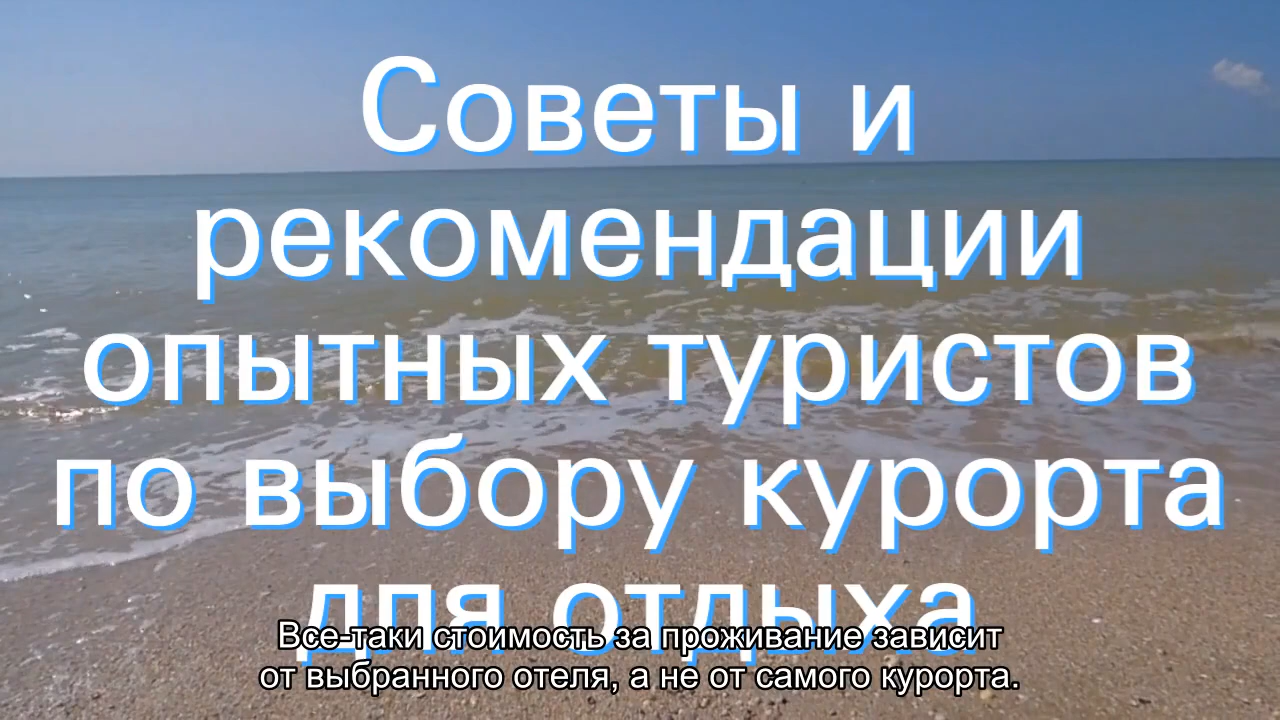 Советы и
рекомендации
опытных туристов
по выбору курорта
для отдыха
Все-таки стоимость за проживание зависит
от выбранного отеля, а не от самого курорта.